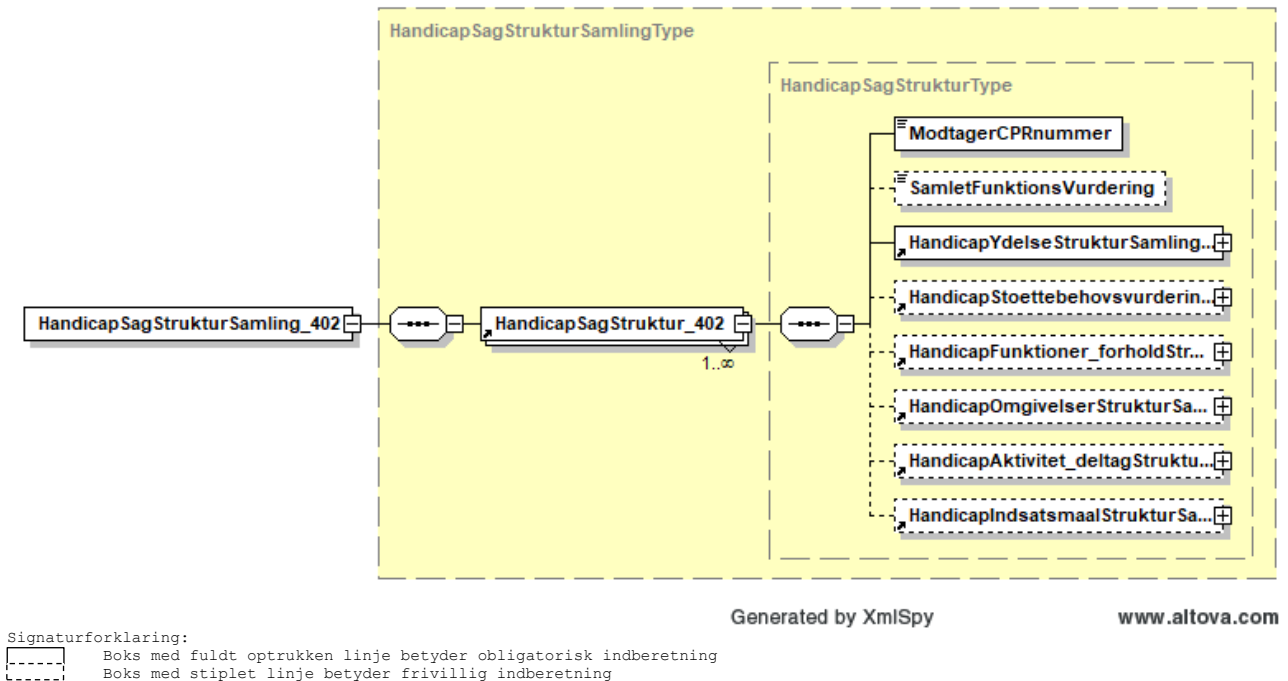 HandicapSagStrukturSamlingType
HandicapSagStrukturType
ModtagerCPRnummer
SamletFunktionsVurdering
HandicapYdelseStrukturSamling...
HandicapStoettebehovsvurderin...
HandicapSagStrukturSamling_402
HandicapSagStruktur_402
1..∞
HandicapFunktioner_forholdStr...
HandicapOmgivelserStrukturSa...
HandicapAktivitet_deltagStruktu...
HandicapIndsatsmaalStrukturSa...
Generated by XmlSpy
www.altova.com
Signaturforklaring:
Boks med fuldt optrukken linje betyder obligatorisk indberetning
Boks med stiplet linje betyder frivillig indberetning